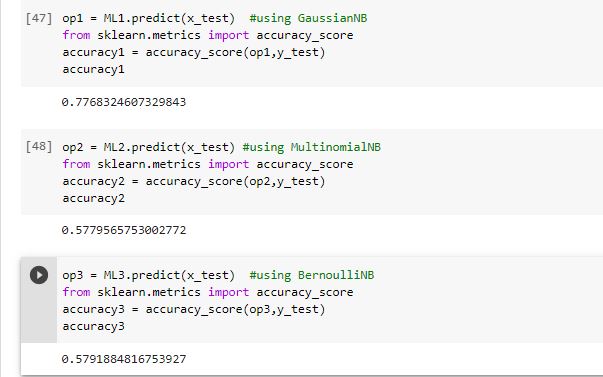 [47] op1 = ML1.predict(x_test)  #using GaussianNB
from sklearn.metrics import accuracy_score
accuracy1 = accuracy_score(op1,y_test)
accuracy1
0.7768324607329843
[48] op2 = ML2.predict(x_test) #using MultinomialNB
from sklearn.metrics import accuracy_score
accuracy2 = accuracy_score(op2,y_test)
accuracy2
0.5779565753002772
op3 = ML3.predict(x_test)  #using BernoulliNB
from sklearn.metrics import accuracy_score
accuracy3 = accuracy_score(op3,y_test)
accuracy3
0.5791884816753927